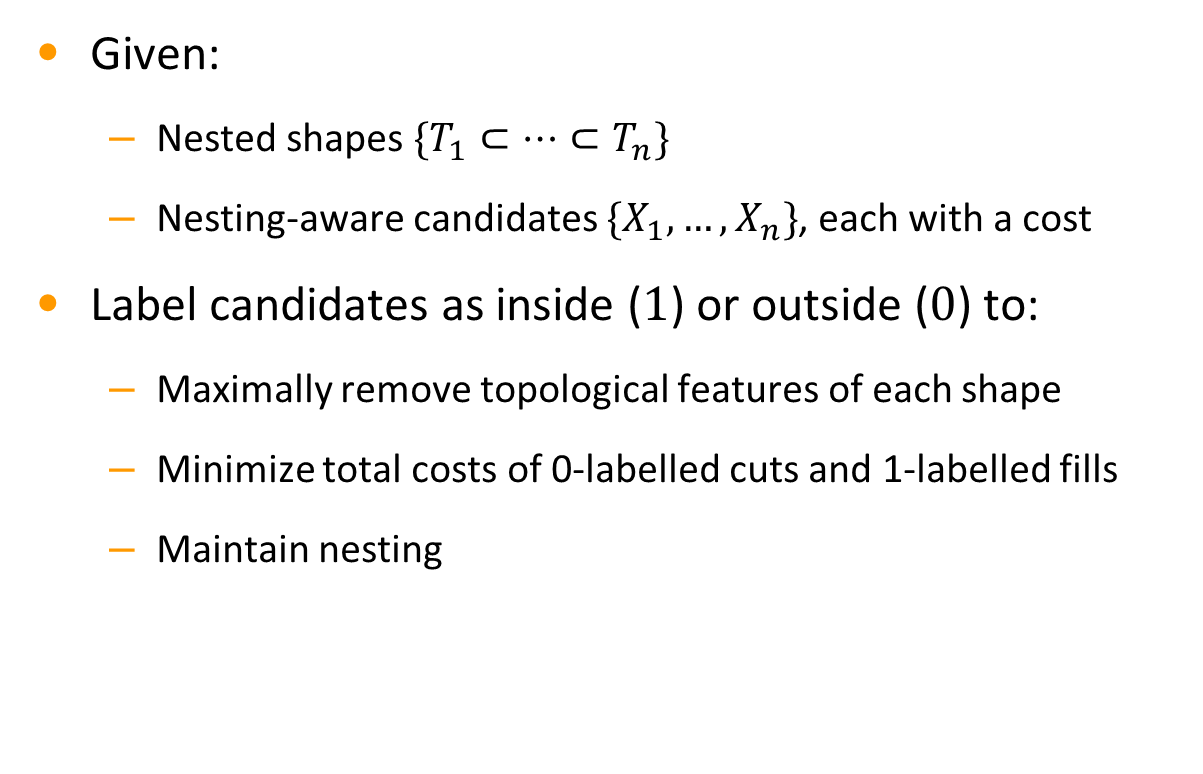 • Given:
– Nested shapes {T₁ ⊂ ⋯ ⊂ Tₙ}
– Nesting-aware candidates {X₁, …, Xₙ}, each with a cost
• Label candidates as inside (1) or outside (0) to:
– Maximally remove topological features of each shape
– Minimize total costs of 0-labelled cuts and 1-labelled fills
– Maintain nesting